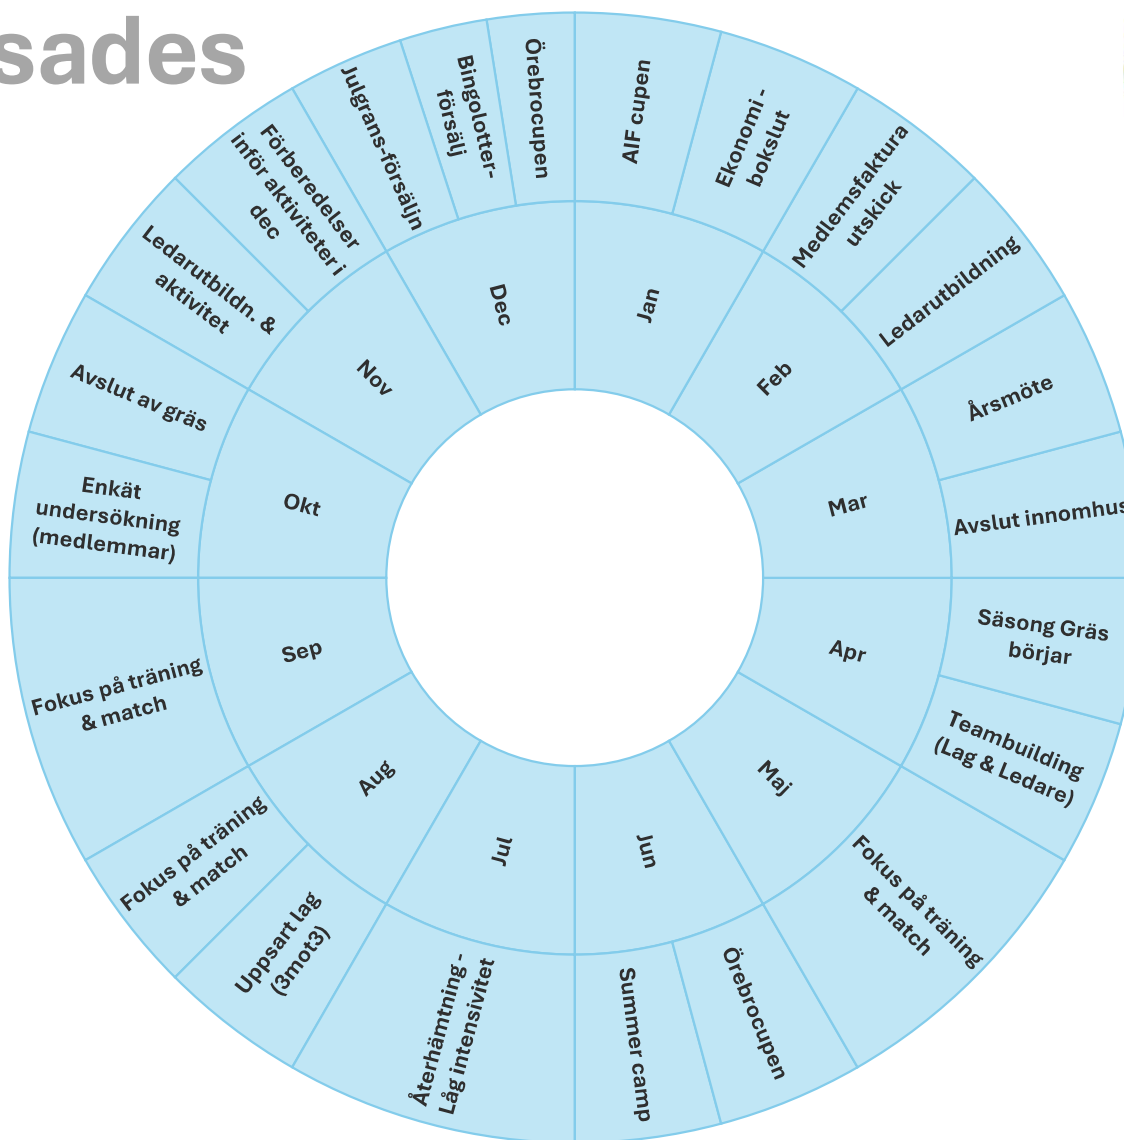 sades
Jan
AIF cupen
Ekonomi -
bokslut
Feb
Medlemsfaktura
utskick
Ledarutbildning
Mar
Årsmöte
Avslut innomhus
Apr
Säsong Gräs
börjar
Teambuilding
(Lag & Ledare)
Maj
Fokus på träning
& match
Jun
Örebrocupen
Summer camp
Jul
Återhämtning -
Låg intensivitet
Aug
Uppsart lag
(3mot3)
Fokus på träning
& match
Sep
Fokus på träning
& match
Okt
Enkät
undersökning
(medlemmar)
Avslut av gräs
Nov
Ledarutbildn. &
aktivitet
Förberedelser
inför aktiviteter i
dec
Dec
Julgrans-försäljn
Bingolotter-
försälj
Örebrocupen